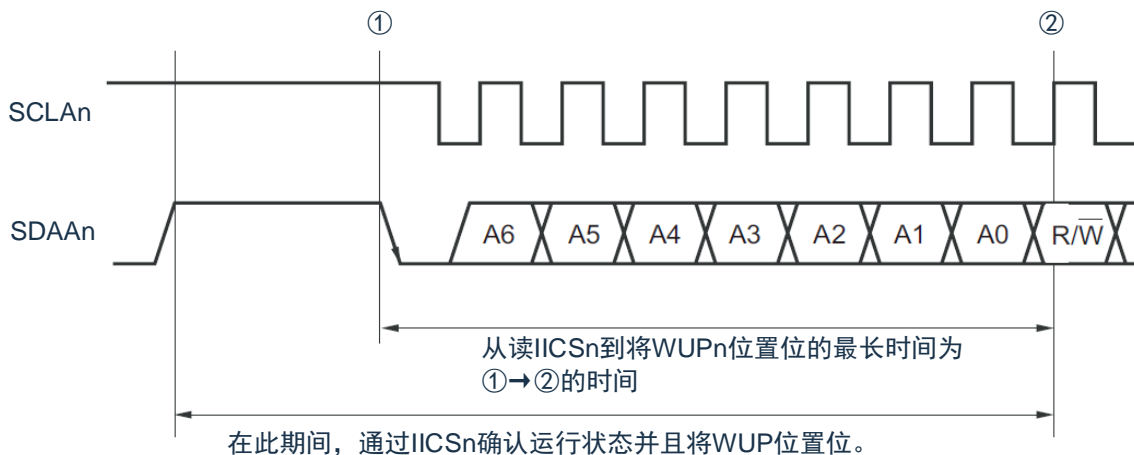 ① ②
SCLAn
SDAAn A6 A5 A4 A3 A2 A1 A0 R/W̅
从读IICSn到将WUPn位置位的最长时间为
①→②的时间
在此期间，通过IICSn确认运行状态并且将WUP位置位。